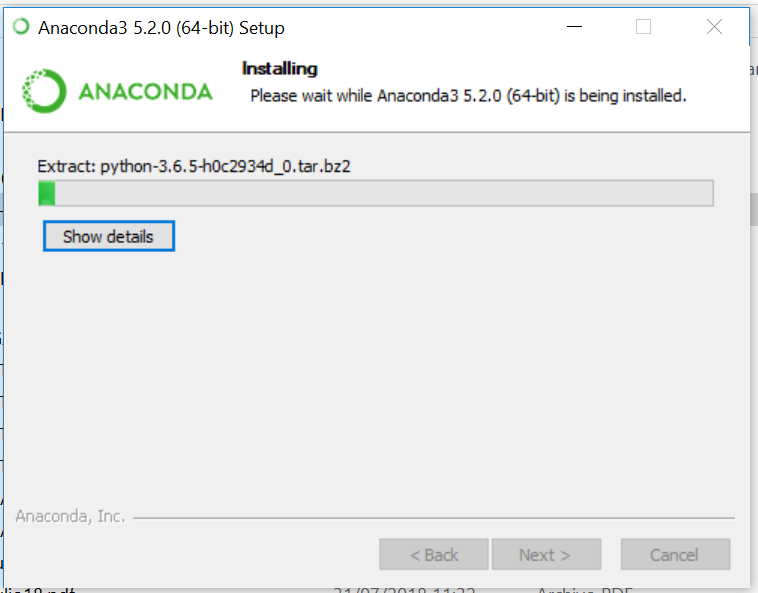 Anaconda3 5.2.0 (64-bit) Setup
ANACONDA
Installing
Please wait while Anaconda3 5.2.0 (64-bit) is being installed.
Extract: python-3.6.5-h0c2934d_0.tar.bz2
Show details
Anaconda, Inc.
< Back
Next >
Cancel